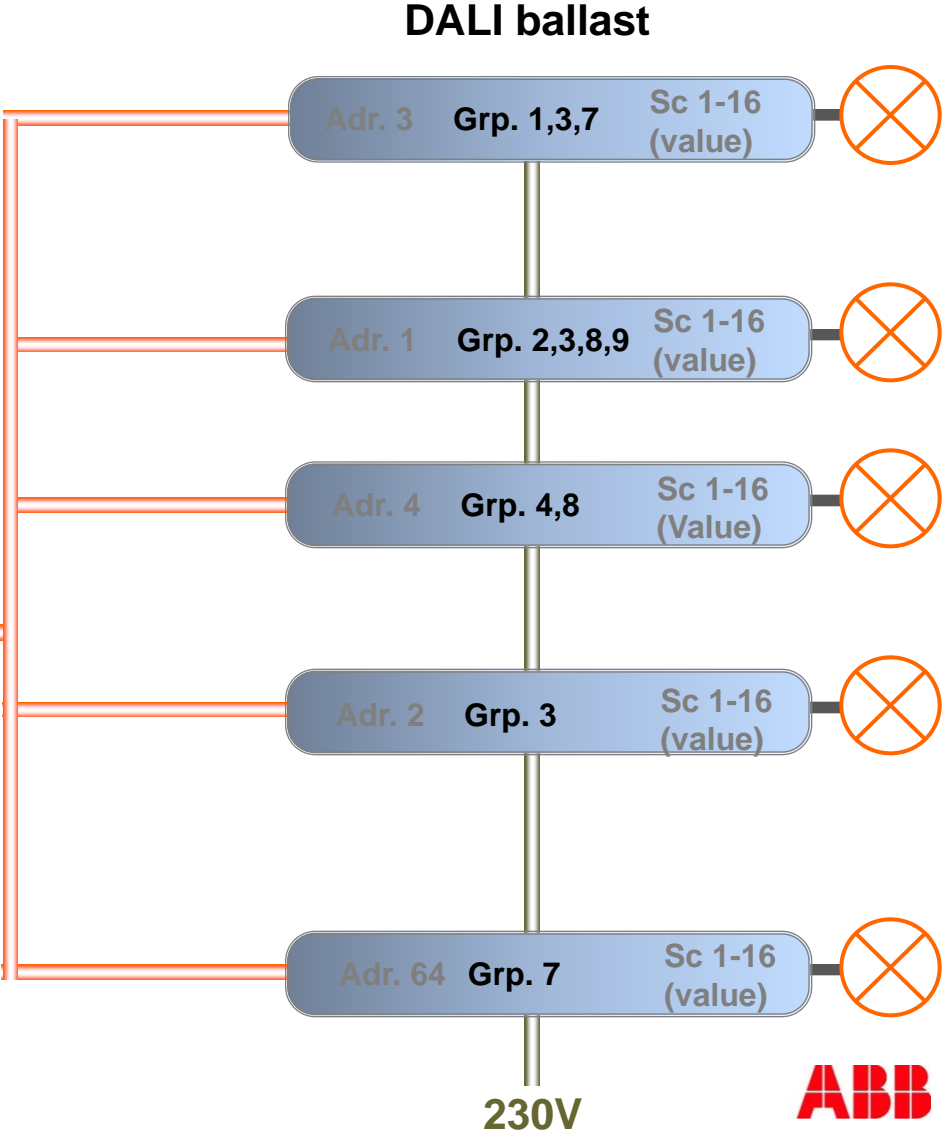 DALI ballast
Adr. 3 Grp. 1,3,7 Sc 1-16
(value)
Adr. 1 Grp. 2,3,8,9 Sc 1-16
(value)
Adr. 4 Grp. 4,8 Sc 1-16
(Value)
Adr. 2 Grp. 3 Sc 1-16
(value)
Adr. 64 Grp. 7 Sc 1-16
(value)
230V
ABB